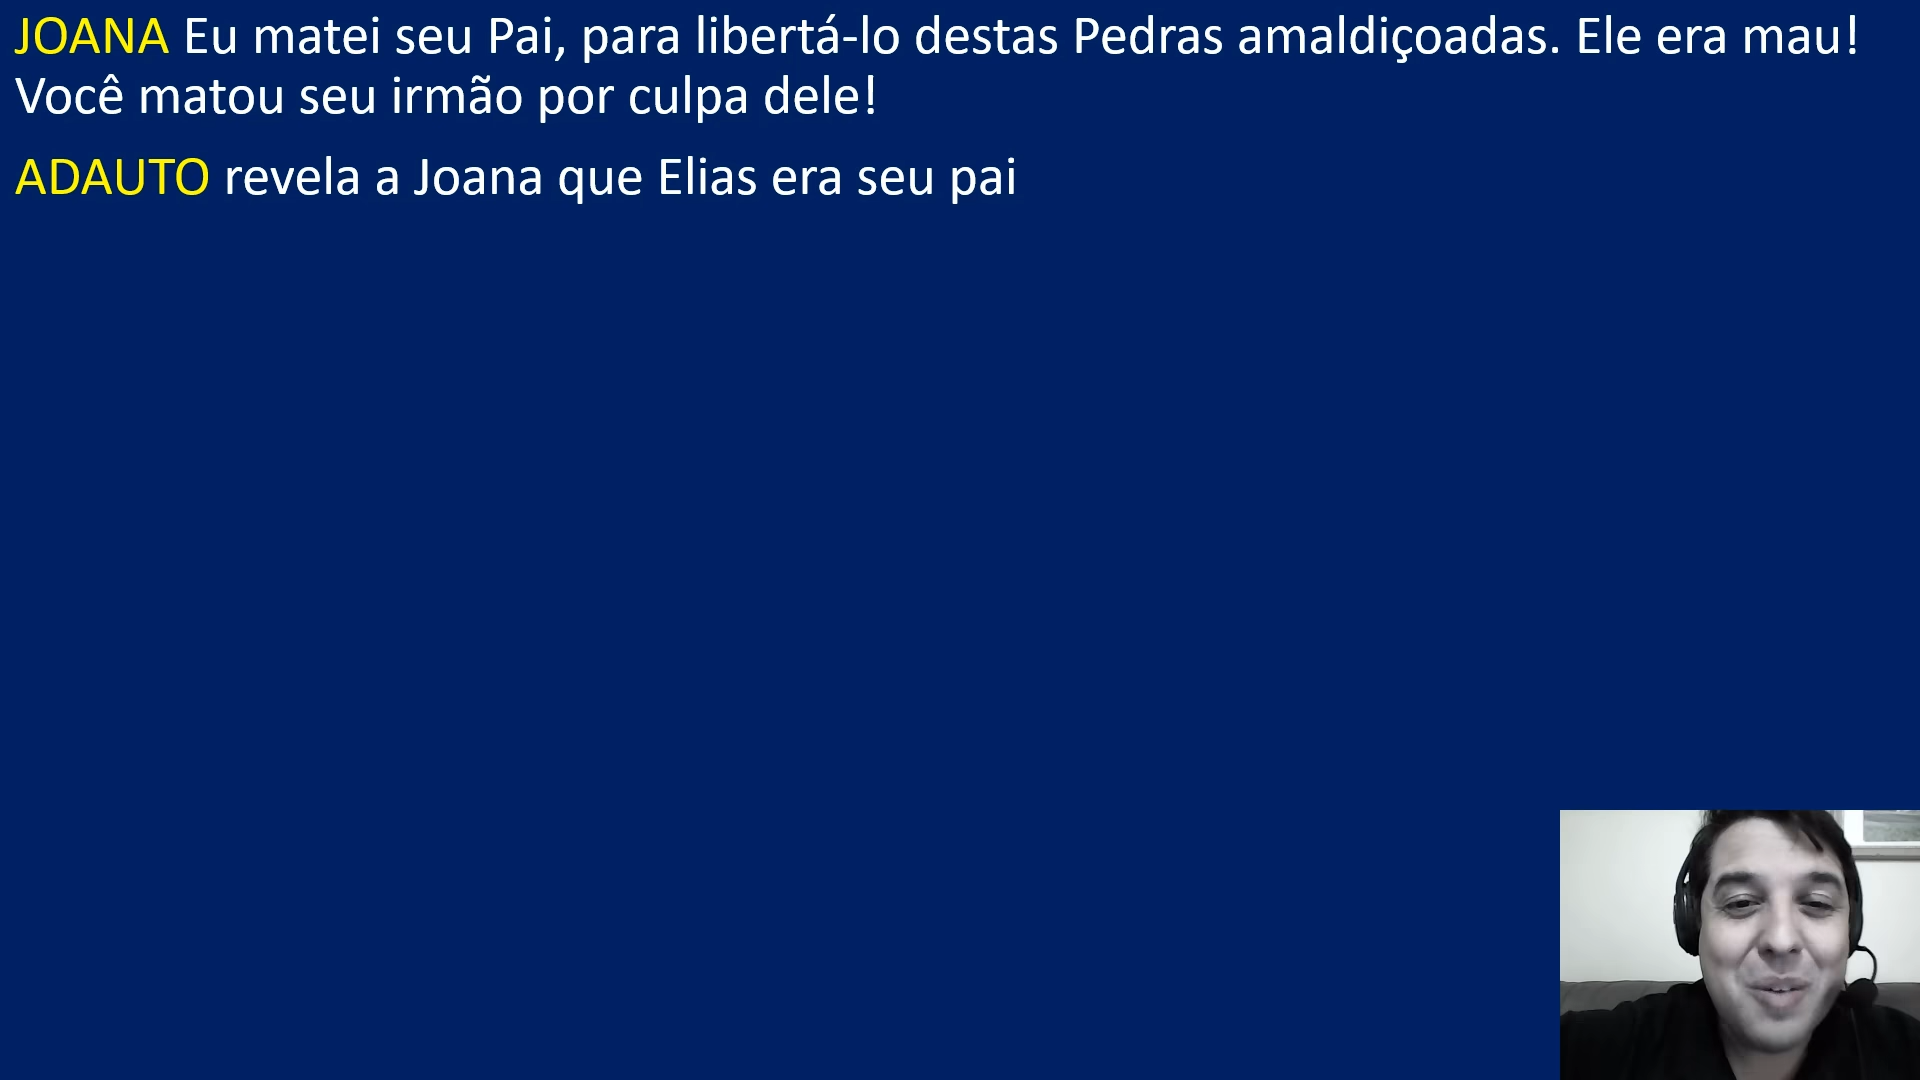 JOANA Eu matei seu Pai, para libertá-lo destas Pedras amaldiçoadas. Ele era mau!
Você matou seu irmão por culpa dele!
ADAUTO revela a Joana que Elias era seu pai